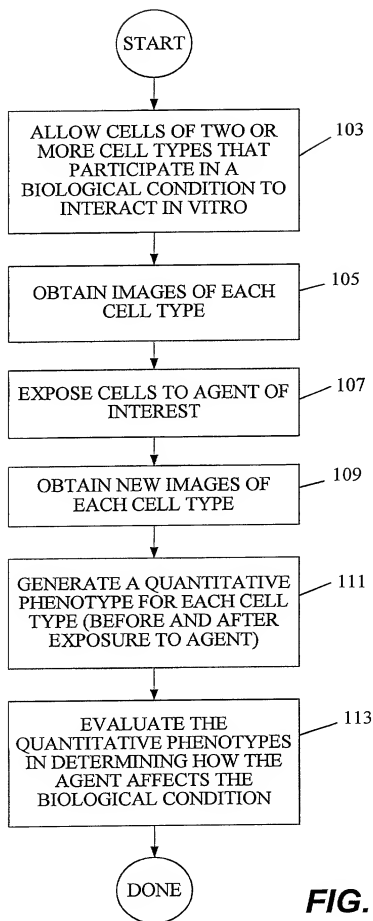 START
ALLOW CELLS OF TWO OR
MORE CELL TYPES THAT
PARTICIPATE IN A
BIOLOGICAL CONDITION TO
INTERACT IN VITRO
103
OBTAIN IMAGES OF EACH
CELL TYPE
105
EXPOSE CELLS TO AGENT OF
INTEREST
107
OBTAIN NEW IMAGES OF
EACH CELL TYPE
109
GENERATE A QUANTITATIVE
PHENOTYPE FOR EACH CELL
TYPE (BEFORE AND AFTER
EXPOSURE TO AGENT)
111
EVALUATE THE
QUANTITATIVE PHENOTYPES
IN DETERMINING HOW THE
AGENT AFFECTS THE
BIOLOGICAL CONDITION
113
DONE
FIG.